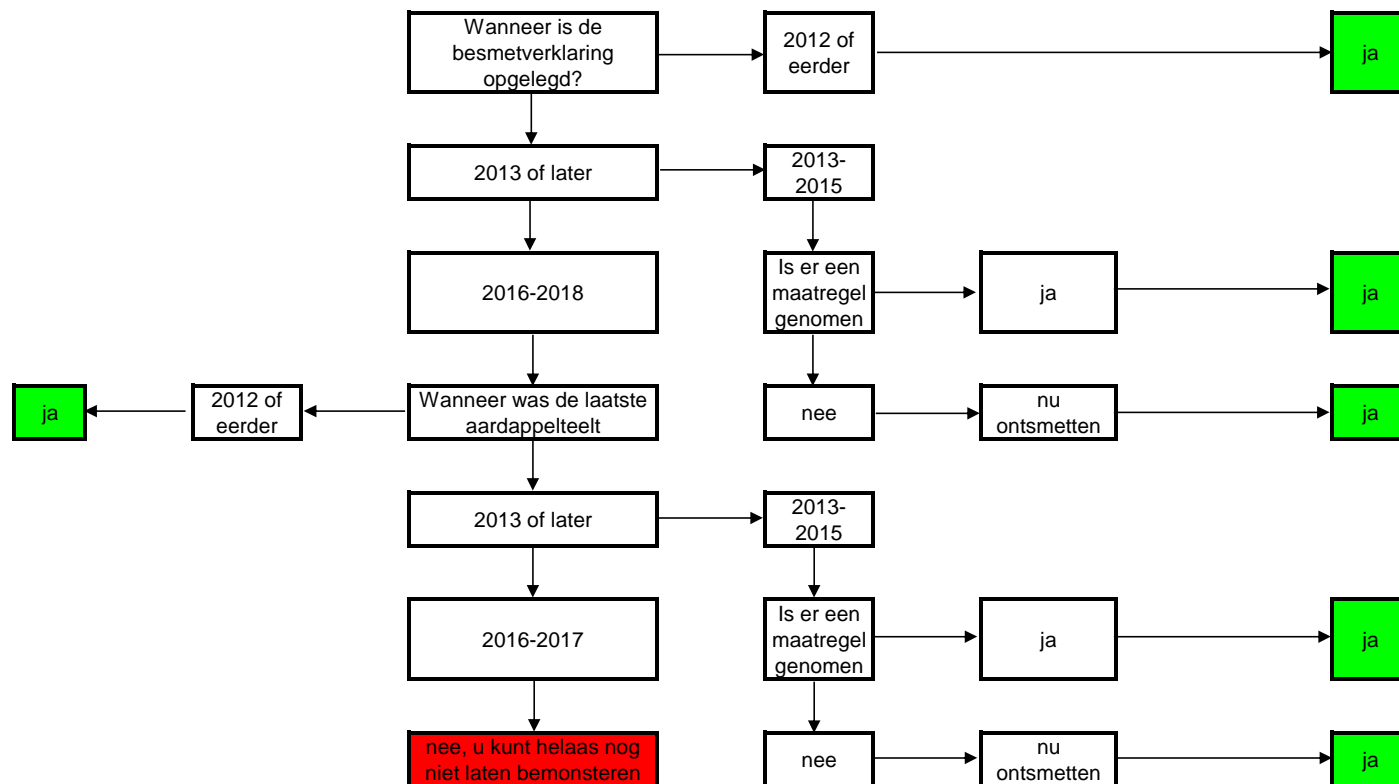 Wanneer is de
besmetverklaring
opgelegd?
2012 of
eerder
ja
2013 of later
2013-
2015
2016-2018
Is er een
maatregel
genomen
ja
ja
ja
2012 of
eerder
Wanneer was de laatste
aardappelteelt
nee
nu
ontsmetten
ja
2013 of later
2013-
2015
2016-2017
Is er een
maatregel
genomen
ja
ja
nee, u kunt helaas nog
niet laten bemonsteren
nee
nu
ontsmetten
ja